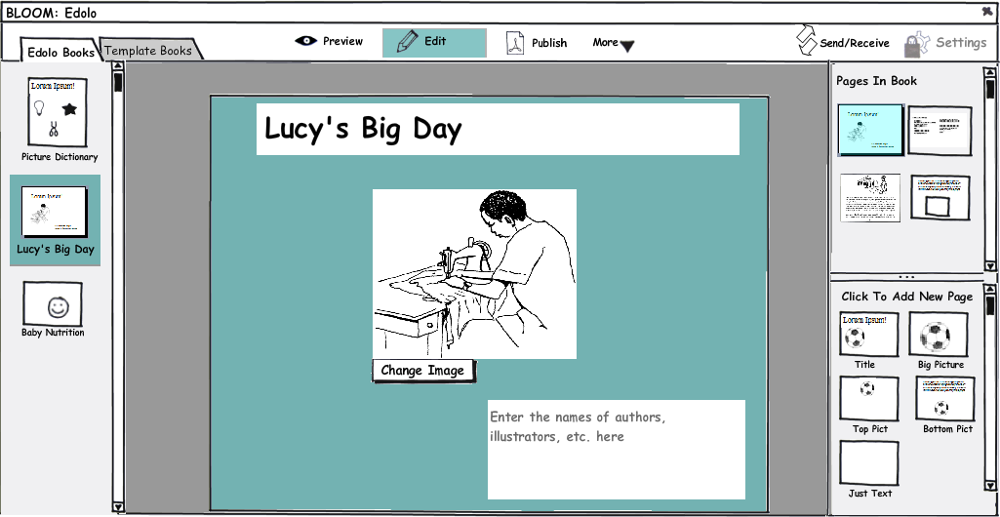 BLOOM: Edolo
Edolo Books
Template Books
Preview
Edit
Publish
More
Send/Receive
Settings
Lorem Ipsum!
Picture Dictionary
Lorem Ipsum
Lucy's Big Day
Baby Nutrition
Lucy's Big Day
Change Image
Enter the names of authors,
illustrators, etc. here
Pages In Book
Lorem Ipsum
Click To Add New Page
Lorem Ipsum!
Title
Big Picture
Top Pict
Bottom Pict
Just Text